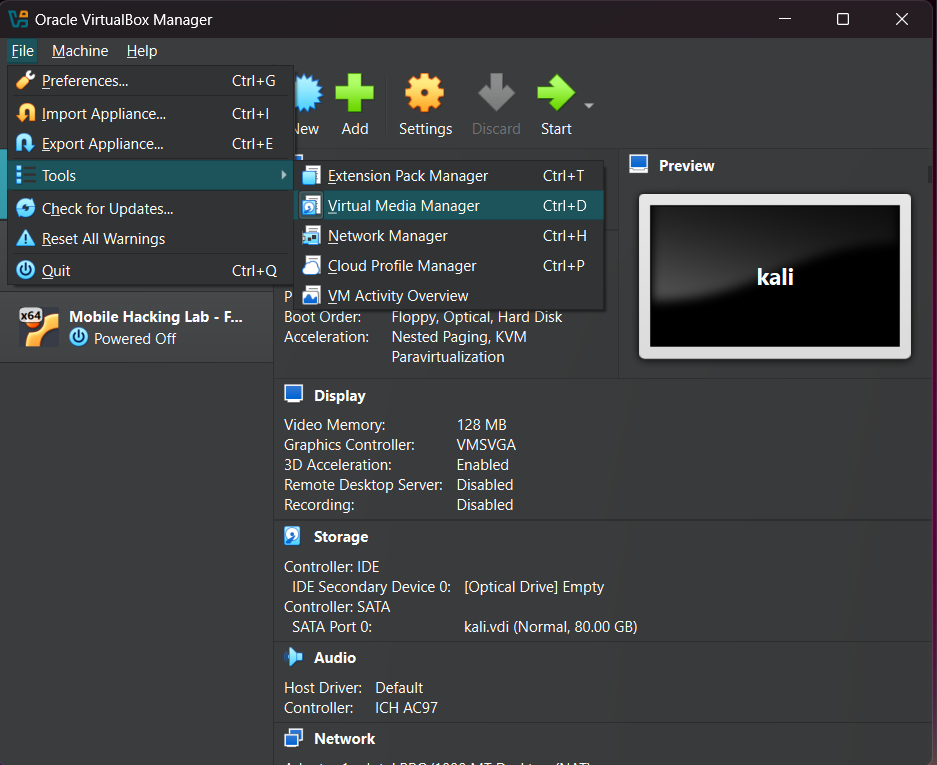 Oracle VirtualBox Manager
File Machine Help
Preferences... Ctrl+G
Import Appliance... Ctrl+I
Export Appliance... Ctrl+E
Tools
Check for Updates...
Reset All Warnings
Quit Ctrl+Q
New Add Settings Discard Start
Extension Pack Manager Ctrl+T
Virtual Media Manager Ctrl+D
Network Manager Ctrl+H
Cloud Profile Manager Ctrl+P
VM Activity Overview
Preview
kali
x64
Mobile Hacking Lab - F...
Powered Off
P
Boot Order: Floppy, Optical, Hard Disk
Acceleration: Nested Paging, KVM
Paravirtualization
Display
Video Memory: 128 MB
Graphics Controller: VMSVGA
3D Acceleration: Enabled
Remote Desktop Server: Disabled
Recording: Disabled
Storage
Controller: IDE
IDE Secondary Device 0: [Optical Drive] Empty
Controller: SATA
SATA Port 0: kali.vdi (Normal, 80.00 GB)
Audio
Host Driver: Default
Controller: ICH AC97
Network